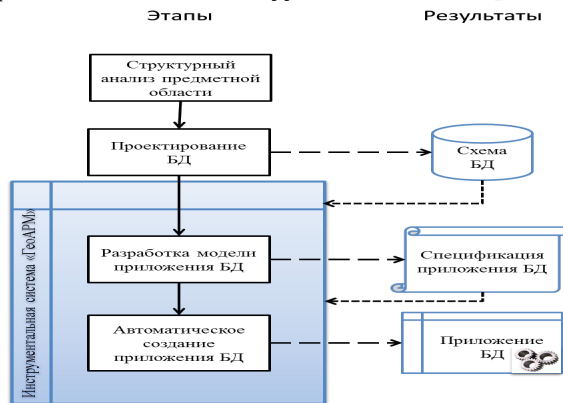 Этапы
Результаты
Структурный
анализ предметной
области
Проектирование
БД
Схема
БД
Инструментальная система «ГеоАРМ»
Разработка модели
приложения БД
Спецификация
приложения БД
Автоматическое
создание
приложения БД
Приложение
БД